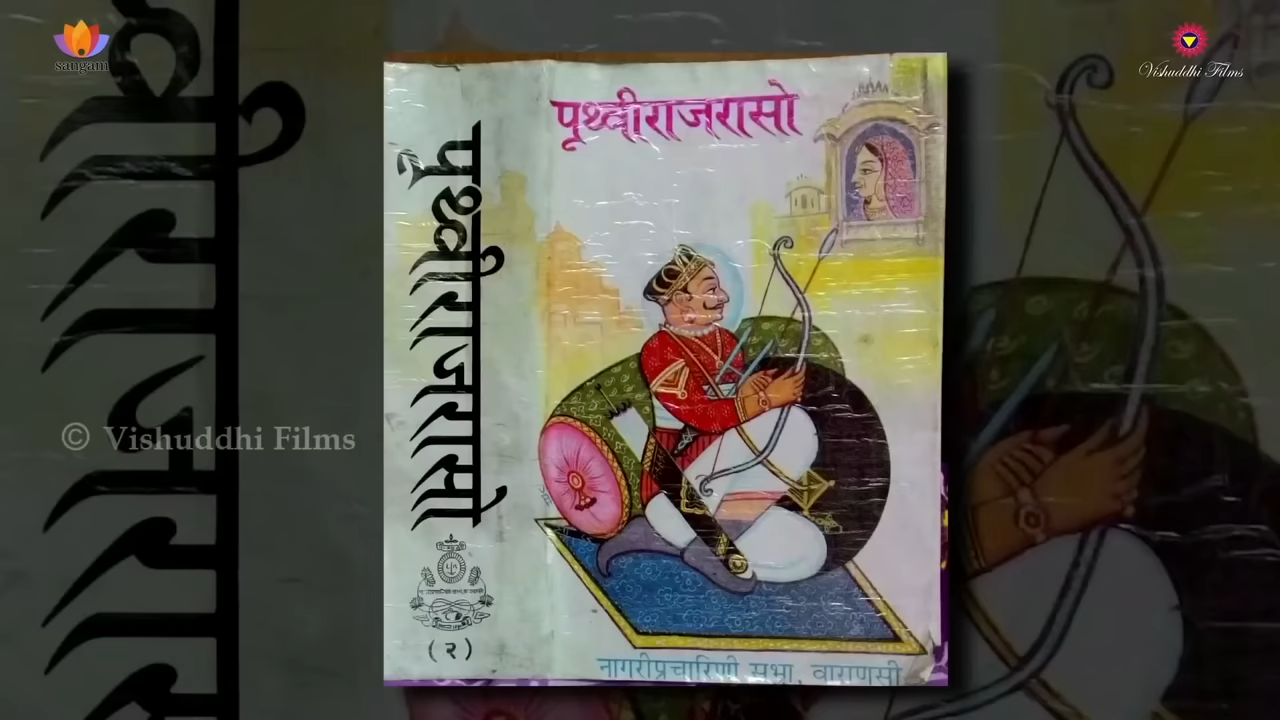 sangam
Vishuddhi Films
पृथ्वीराजरासो
पृथ्वीराजरासो
(२)
नागरीप्रचारिणी सभा, वाराणसी
© Vishuddhi Films